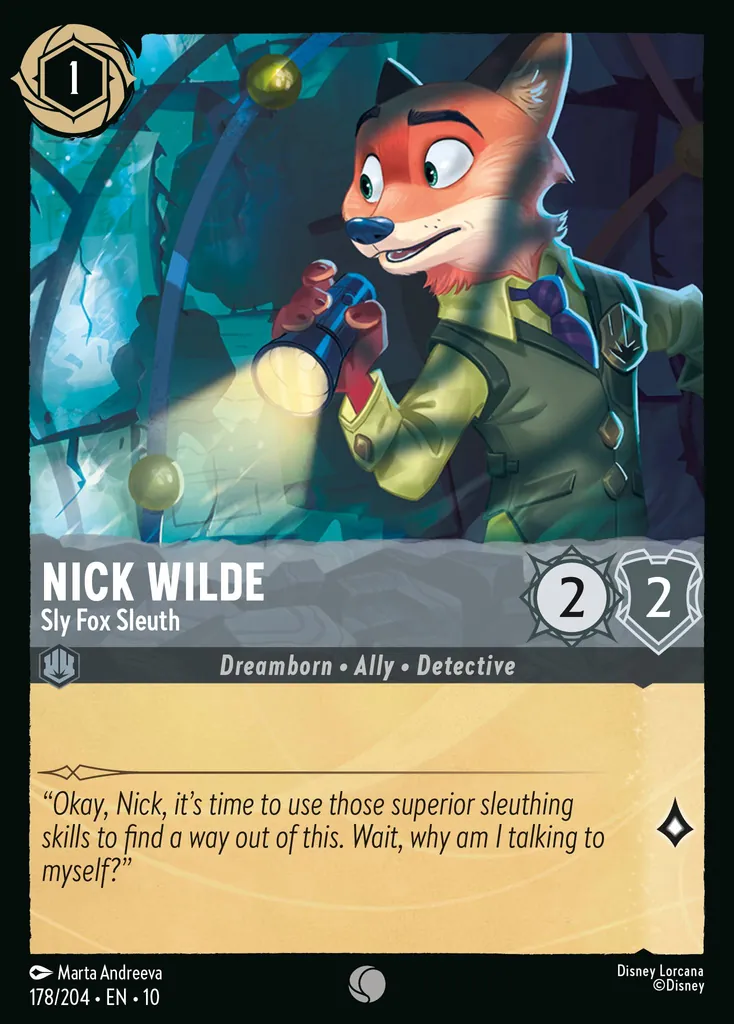 1
NICK WILDE
Sly Fox Sleuth
2
2
Dreamborn • Ally • Detective
“Okay, Nick, it’s time to use those superior sleuthing
skills to find a way out of this. Wait, why am I talking to
myself?”
Marta Andreeva
178/204 • EN • 10
Disney Lorcana
©Disney